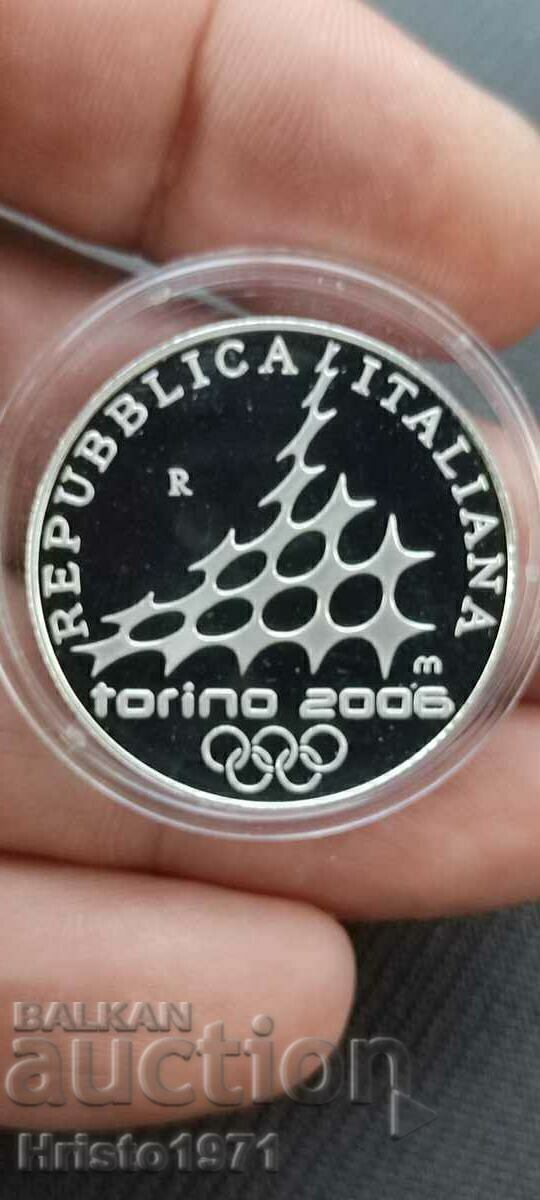 REPUBBLICA ITALIANA
R
m
torino 2006
BALKAN
auction
Hristo1971